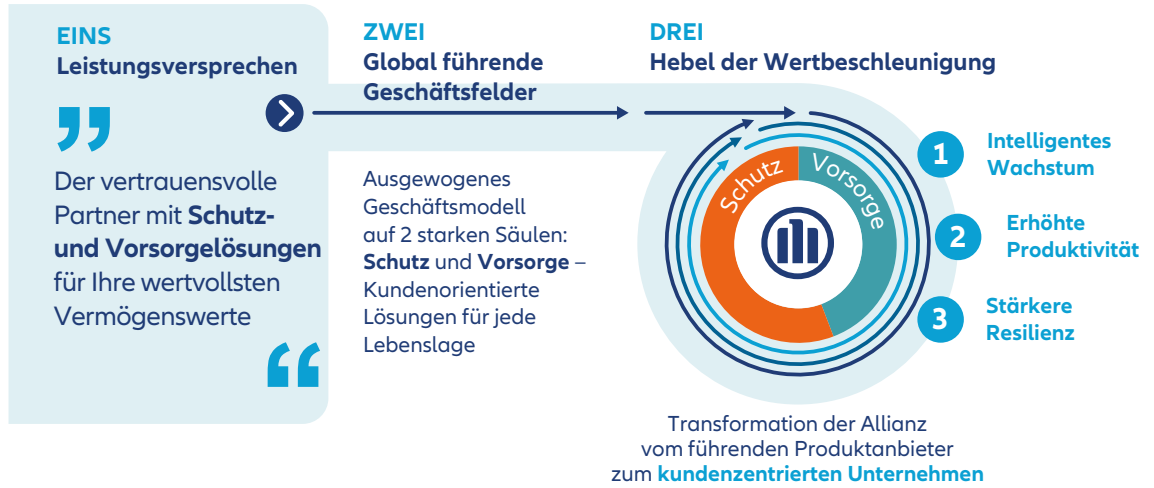 EINS
Leistungsversprechen
Der vertrauensvolle
Partner mit Schutz-
und Vorsorgelösungen
für Ihre wertvollsten
Vermögenswerte
ZWEI
Global führende
Geschäftsfelder
Ausgewogenes
Geschäftsmodell
auf 2 starken Säulen:
Schutz und Vorsorge –
Kundenorientierte
Lösungen für jede
Lebenslage
DREI
Hebel der Wertbeschleunigung
Schutz
Vorsorge
1
Intelligentes
Wachstum
2
Erhöhte
Produktivität
3
Stärkere
Resilienz
Transformation der Allianz
vom führenden Produktanbieter
zum kundenzentrierten Unternehmen